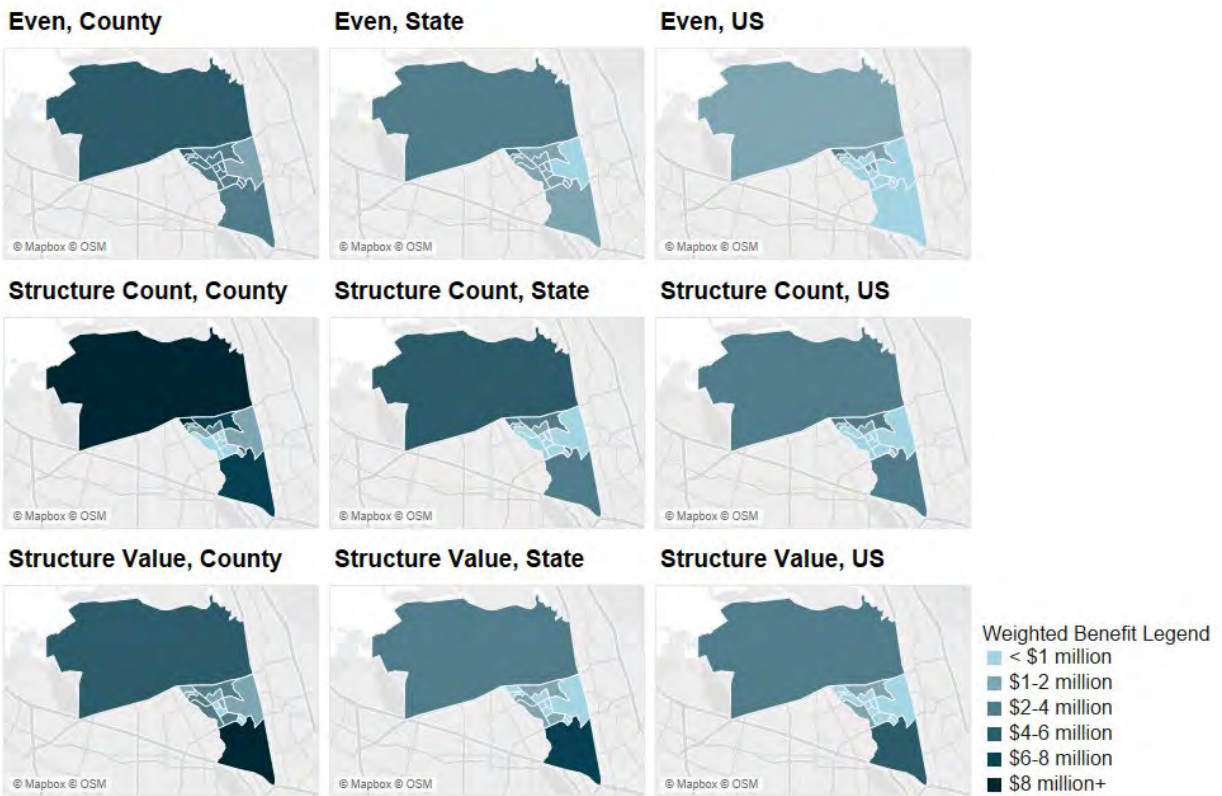 Even, County
Even, State
Even, US
© Mapbox © OSM
© Mapbox © OSM
© Mapbox © OSM
Structure Count, County
Structure Count, State
Structure Count, US
© Mapbox © OSM
© Mapbox © OSM
© Mapbox © OSM
Structure Value, County
Structure Value, State
Structure Value, US
© Mapbox © OSM
© Mapbox © OSM
© Mapbox © OSM
Weighted Benefit Legend
< $1 million
$1-2 million
$2-4 million
$4-6 million
$6-8 million
$8 million+